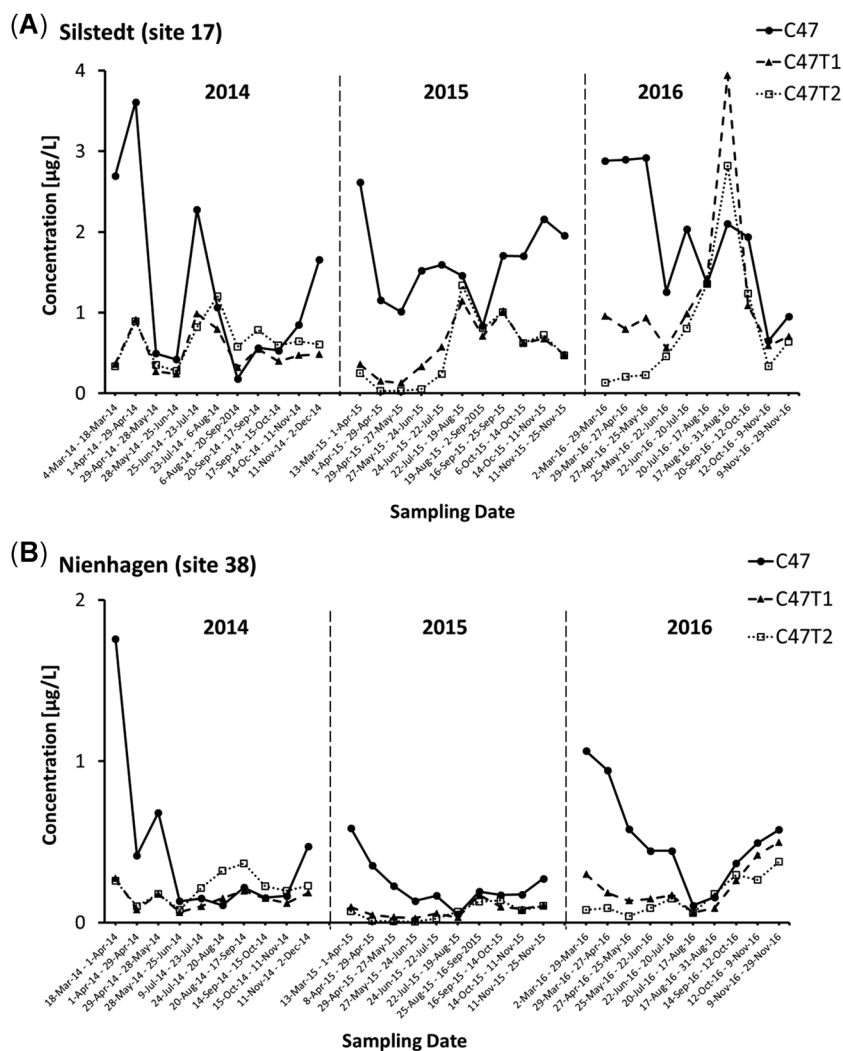 (A) Silstedt (site 17)
C47
C47T1
C47T2
2014
2015
2016
Concentration [µg/L]
4
3
2
1
0
4-Mar-14 - 18-Mar-14
1-Apr-14 - 29-Apr-14
29-Apr-14 - 28-May-14
28-May-14 - 25-Jun-14
25-Jun-14 - 23-Jul-14
23-Jul-14 - 6-Aug-14
6-Aug-14 - 20-Sep-2014
20-Sep-14 - 17-Sep-14
17-Sep-14 - 15-Oct-14
14-Oc-14 - 11-Nov-14
11-Nov-14 - 2-Dec-14
13-Mar-15 - 1-Apr-15
1-Apr-15 - 29-Apr-15
29-Apr-15 - 27-May-15
27-May-15 - 24-Jun-15
24-Jun-15 - 22-Jul-15
22-Jul-15 - 19-Aug-15
19-Aug-15 - 2-Sep-2015
16-Sep-15 - 25-Sep-15
6-Oct-15 - 14-Oct-15
14-Oc-15 - 11-Nov-15
11-Nov-15 - 25-Nov-15
2-Mar-16 - 29-Mar-16
29-Mar-16 - 27-Apr-16
27-Apr-16 - 25-May-16
25-May-16 - 22-Jun-16
22-Jun-16 - 20-Jul-16
20-Jul-16 - 17-Aug-16
17-Aug-16 - 31-Aug-16
20-Sep-16 - 12-Oct-16
12-Oct-16 - 9-Nov-16
9-Nov-16 - 29-Nov-16
Sampling Date
(B) Nienhagen (site 38)
C47
C47T1
C47T2
2014
2015
2016
Concentration [µg/L]
2
1
0
18-Mar-14 - 1-Apr-14
1-Apr-14 - 29-Apr-14
29-Apr-14 - 28-May-14
28-May-14 - 25-Jun-14
9-Jul-14 - 23-Jul-14
24-Jul-14 - 20-Aug-14
20-Aug-14 - 17-Sep-14
14-Sep-14 - 15-Oct-14
15-Oct-14 - 11-Nov-14
11-Nov-14 - 2-Dec-14
13-Mar-15 - 1-Apr-15
8-Apr-15 - 29-Apr-15
29-Apr-15 - 27-May-15
27-May-15 - 24-Jun-15
24-Jun-15 - 22-Jul-15
22-Jul-15 - 19-Aug-15
25-Aug-15 - 16-Sep-2015
16-Sep-15 - 14-Oct-15
14-Oct-15 - 11-Nov-15
11-Nov-15 - 25-Nov-15
2-Mar-16 - 29-Mar-16
29-Mar-16 - 27-Apr-16
27-Apr-16 - 25-May-16
25-May-16 - 22-Jun-16
22-Jun-16 - 20-Jul-16
20-Jul-16 - 17-Aug-16
17-Aug-16 - 31-Aug-16
14-Sep-16 - 12-Oct-16
12-Oct-16 - 9-Nov-16
9-Nov-16 - 29-Nov-16
Sampling Date